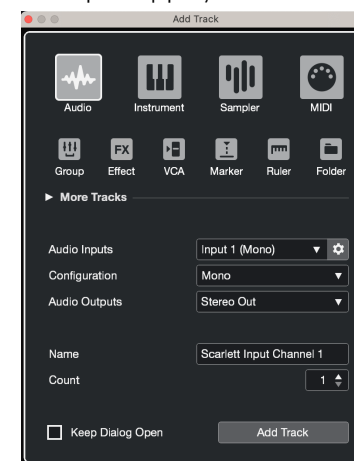 Add Track
Audio Instrument Sampler MIDI
FX
Group Effect VCA Marker Ruler Folder
More Tracks
Audio Inputs Input 1 (Mono)
Configuration Mono
Audio Outputs Stereo Out
Name Scarlett Input Channel 1
Count 1
Keep Dialog Open Add Track